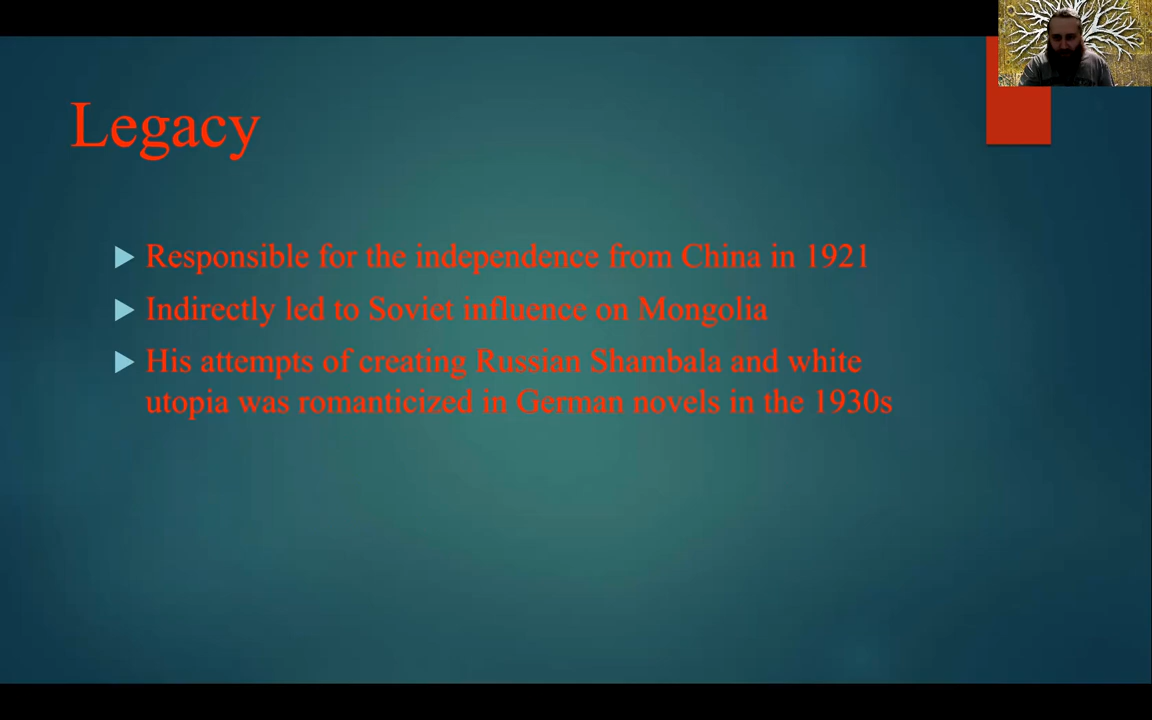 Legacy
Responsible for the independence from China in 1921
Indirectly led to Soviet influence on Mongolia
His attempts of creating Russian Shambala and white
utopia was romanticized in German novels in the 1930s